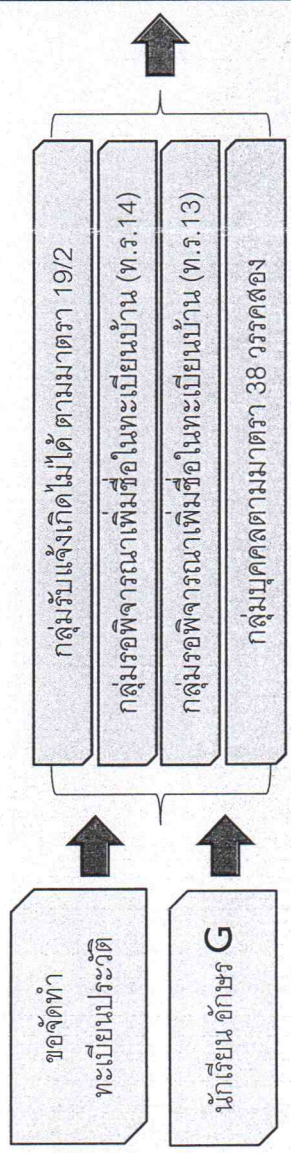 ขอจัดทำ
ทะเบียนประวัติ
นักเรียน อักษร G
กลุ่มรับแจ้งเกิดไม่ได้ ตามมาตรา 19/2
กลุ่มรอพิจารณาเพิ่มชื่อในทะเบียนบ้าน (ท.ร.14)
กลุ่มรอพิจารณาเพิ่มชื่อในทะเบียนบ้าน (ท.ร.13)
กลุ่มบุคคลตามมาตรา 38 วรรคสอง